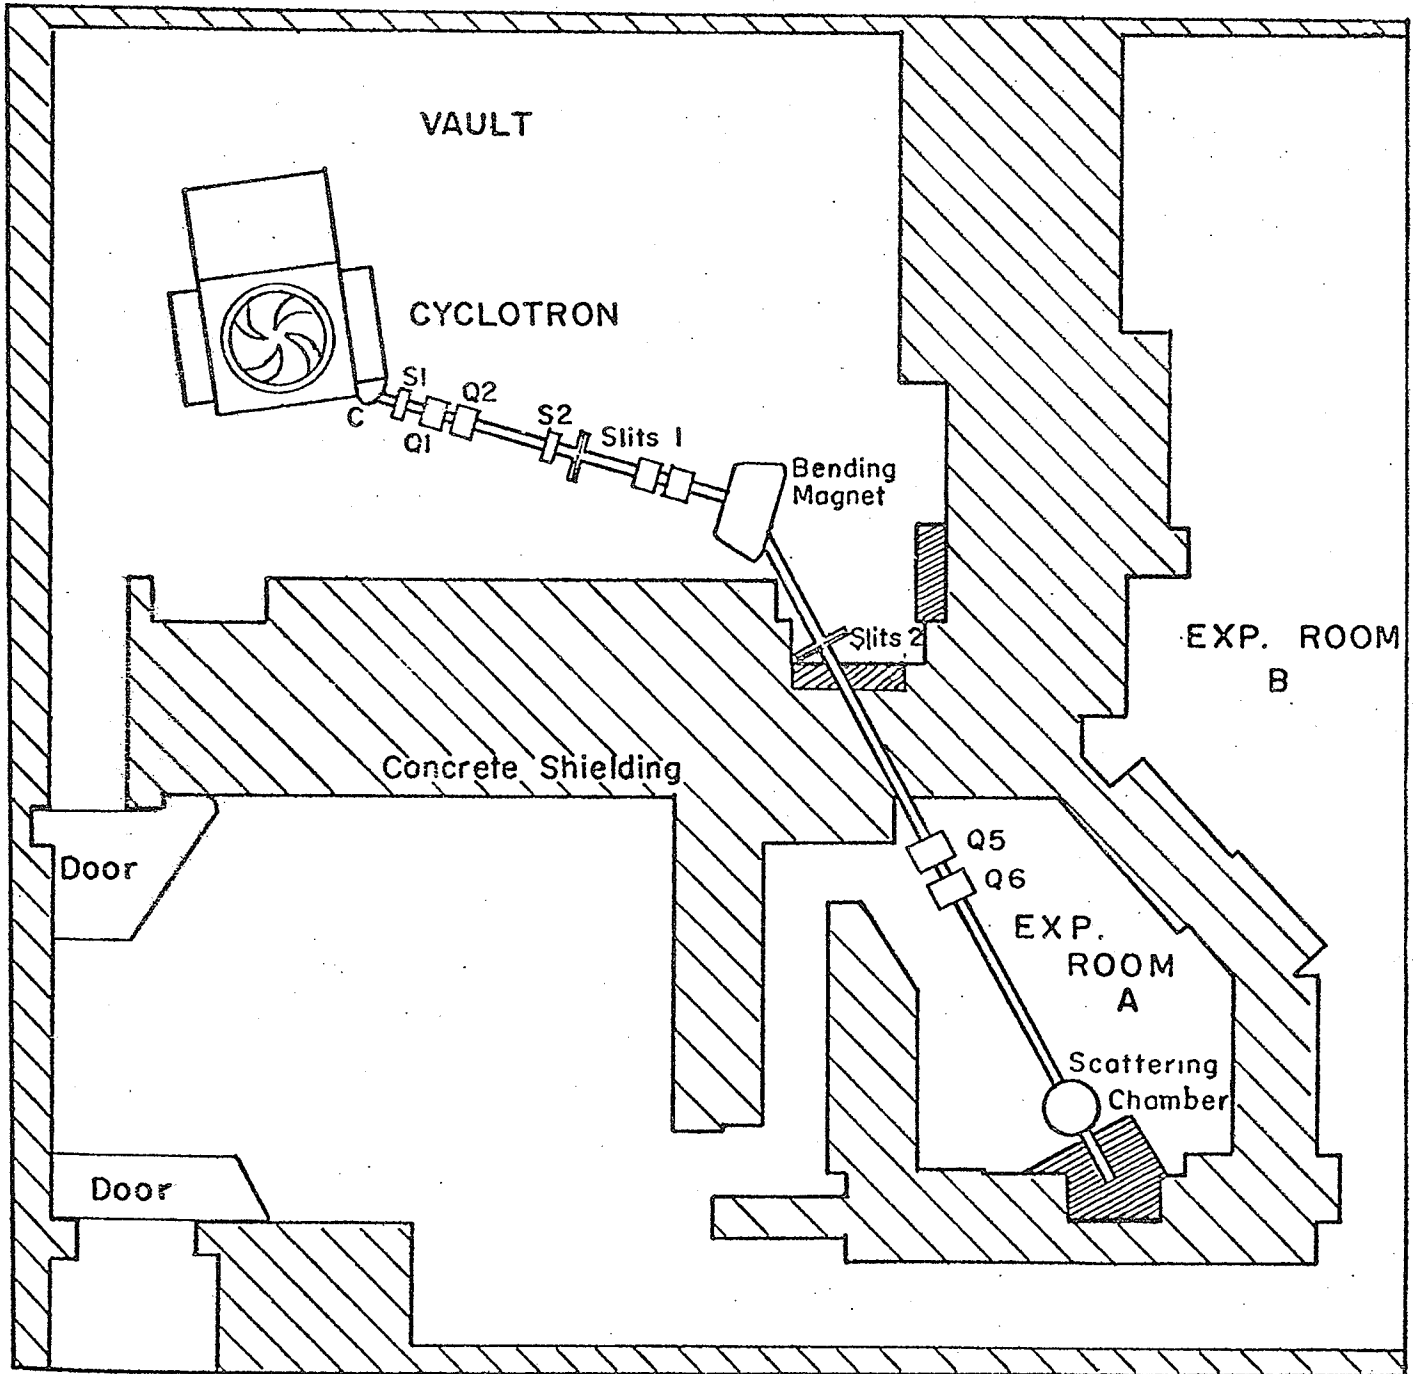 VAULT
CYCLOTRON
S1
Q2
C
Q1
S2
Slits 1
Bending
Magnet
Slits 2
EXP. ROOM
B
Concrete Shielding
Q5
Door
Q6
EXP.
ROOM
A
Scattering
Chamber
Door